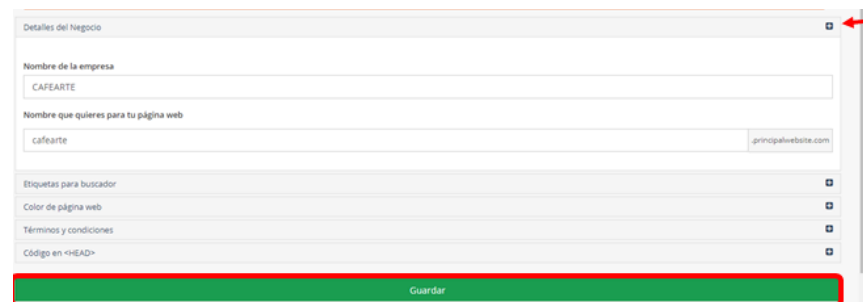 Detalles del Negocio
Nombre de la empresa
CAFEARTE
Nombre que quieres para tu página web
cafearte
.principalwebsite.com
Etiquetas para buscador
Color de página web
Términos y condiciones
Código en <HEAD>
Guardar